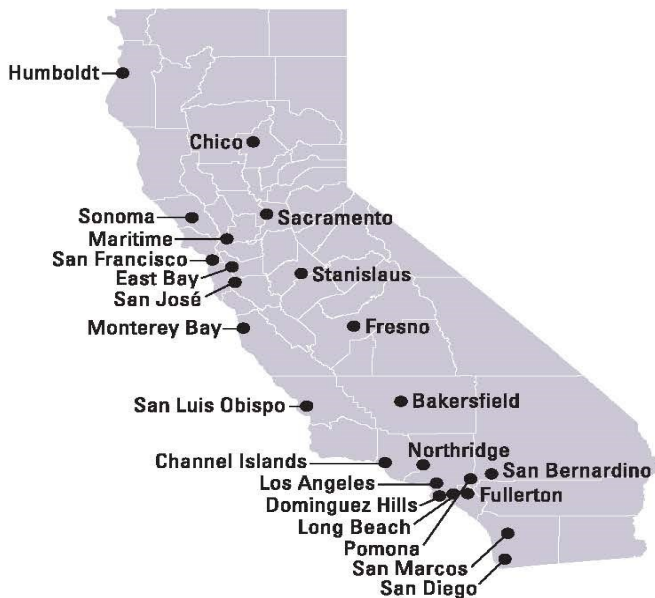 Humboldt
Chico
Sonoma
Sacramento
Maritime
San Francisco
East Bay
Stanislaus
San José
Monterey Bay
Fresno
San Luis Obispo
Bakersfield
Northridge
Channel Islands
San Bernardino
Los Angeles
Fullerton
Dominguez Hills
Long Beach
Pomona
San Marcos
San Diego